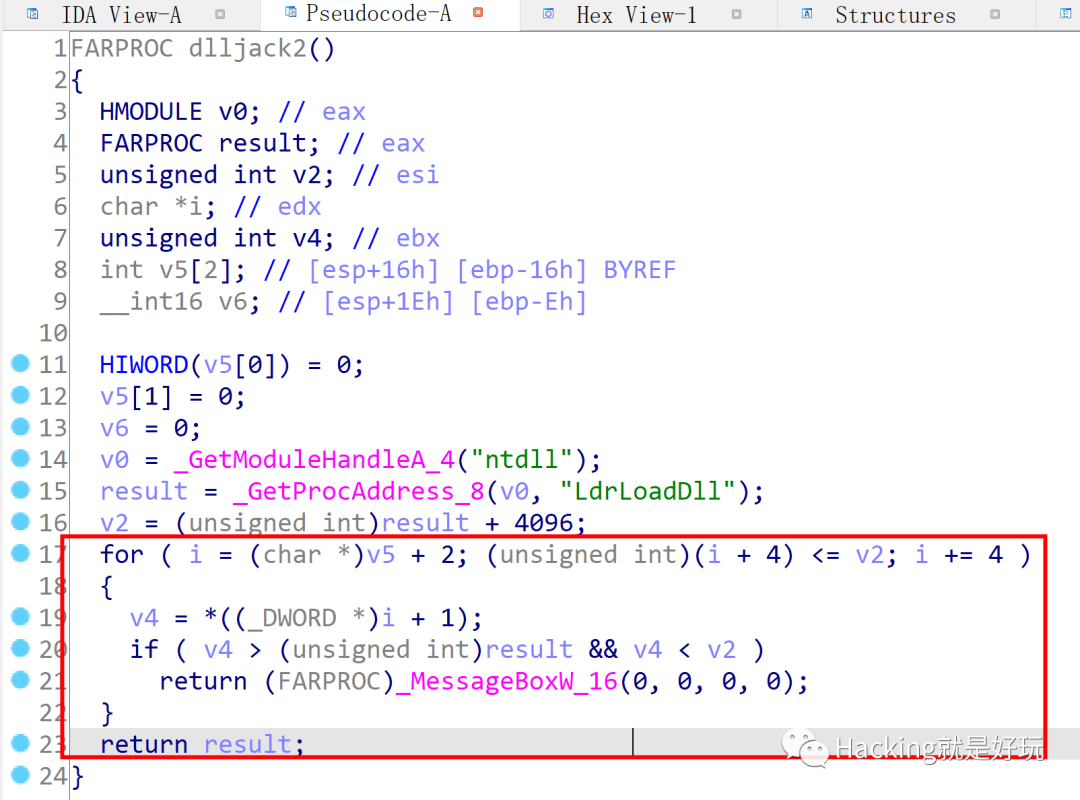 IDA View-A Pseudocode-A Hex View-1 Structures
1 FARPROC dlljack2()
2 {
3 HMODULE v0; // eax
4 FARPROC result; // eax
5 unsigned int v2; // esi
6 char *i; // edx
7 unsigned int v4; // ebx
8 int v5[2]; // [esp+16h] [ebp-16h] BYREF
9 __int16 v6; // [esp+1Eh] [ebp-Eh]
10
11 HIWORD(v5[0]) = 0;
12 v5[1] = 0;
13 v6 = 0;
14 v0 = _GetModuleHandleA_4("ntdll");
15 result = _GetProcAddress_8(v0, "LdrLoadDll");
16 v2 = (unsigned int)result + 4096;
17 for ( i = (char *)v5 + 2; (unsigned int)(i + 4) <= v2; i += 4 )
18 {
19 v4 = *((_DWORD *)i + 1);
20 if ( v4 > (unsigned int)result && v4 < v2 )
21 return (FARPROC)_MessageBoxW_16(0, 0, 0, 0);
22 }
23 return result;
Hacking就是好玩
24 }